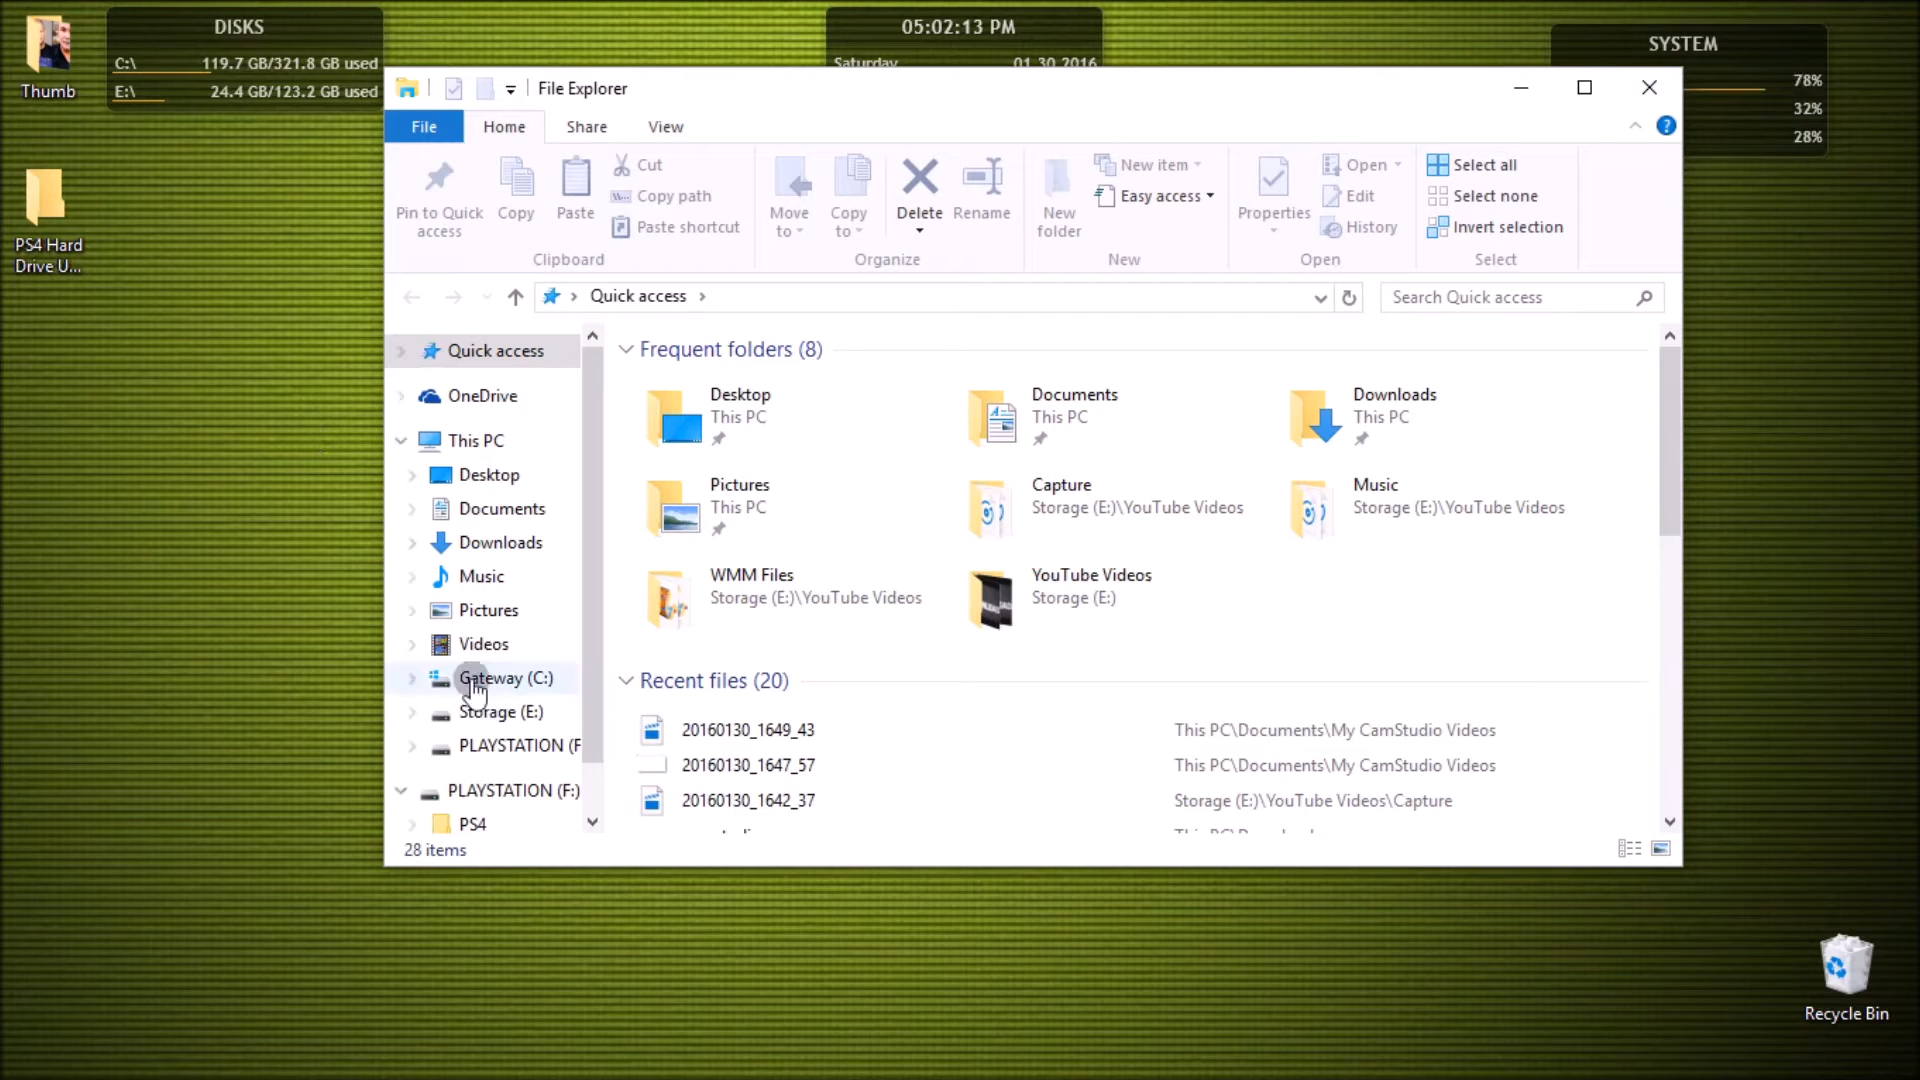 Thumb
PS4 Hard
Drive U...
DISKS
C:\ 119.7 GB/321.8 GB used
E:\ 24.4 GB/123.2 GB used
05:02:13 PM
Saturday 01.30.2016
SYSTEM
78%
32%
28%
File Explorer
File Home Share View
Pin to Quick
access
Copy
Paste
Cut
Copy path
Paste shortcut
Clipboard
Move
to
Copy
to
Delete
Rename
Organize
New
folder
New item
Easy access
New
Properties
Open
Edit
History
Open
Select all
Select none
Invert selection
Select
Quick access
Search Quick access
Quick access
OneDrive
This PC
Desktop
Documents
Downloads
Music
Pictures
Videos
Gateway (C:)
Storage (E:)
PLAYSTATION (F
PLAYSTATION (F:)
PS4
Frequent folders (8)
Desktop
This PC
Documents
This PC
Downloads
This PC
Pictures
This PC
Capture
Storage (E:)\YouTube Videos
Music
Storage (E:)\YouTube Videos
WMM Files
Storage (E:)\YouTube Videos
YouTube Videos
Storage (E:)
Recent files (20)
20160130_1649_43 This PC\Documents\My CamStudio Videos
20160130_1647_57 This PC\Documents\My CamStudio Videos
20160130_1642_37 Storage (E:)\YouTube Videos\Capture
28 items
Recycle Bin